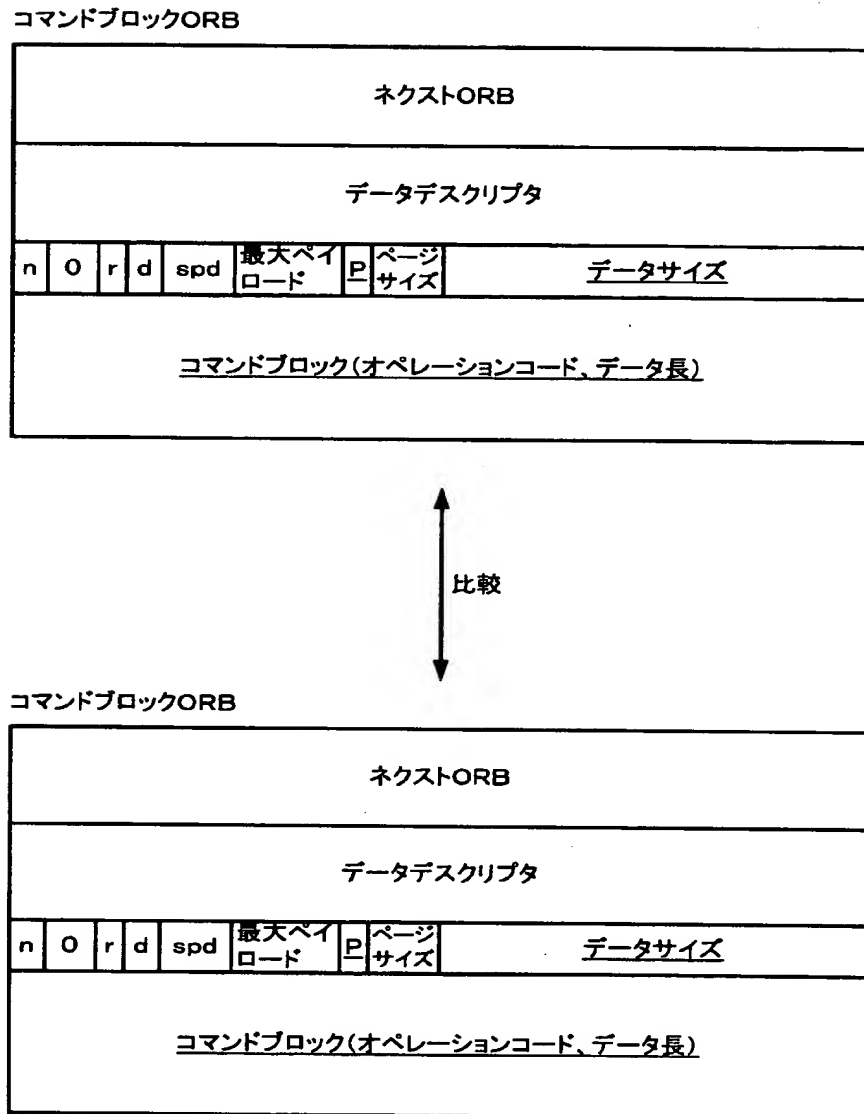 コマンドブロックORB
ネクストORB
データデスクリプタ
n 0 r d spd 最大ペイロード P ページサイズ データサイズ
コマンドブロック(オペレーションコード、データ長)
比較
コマンドブロックORB
ネクストORB
データデスクリプタ
n 0 r d spd 最大ペイロード P ページサイズ データサイズ
コマンドブロック(オペレーションコード、データ長)